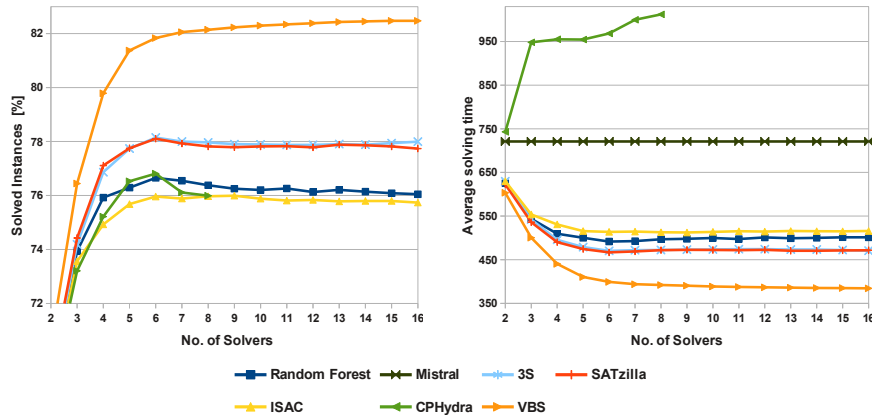 Solved Instances [%]
82
80
78
76
74
72
2 3 4 5 6 7 8 9 10 11 12 13 14 15 16
No. of Solvers
Average solving time
950
850
750
650
550
450
350
2 3 4 5 6 7 8 9 10 11 12 13 14 15 16
No. of Solvers
Random Forest Mistral 3S SATzilla
ISAC CPHydra VBS